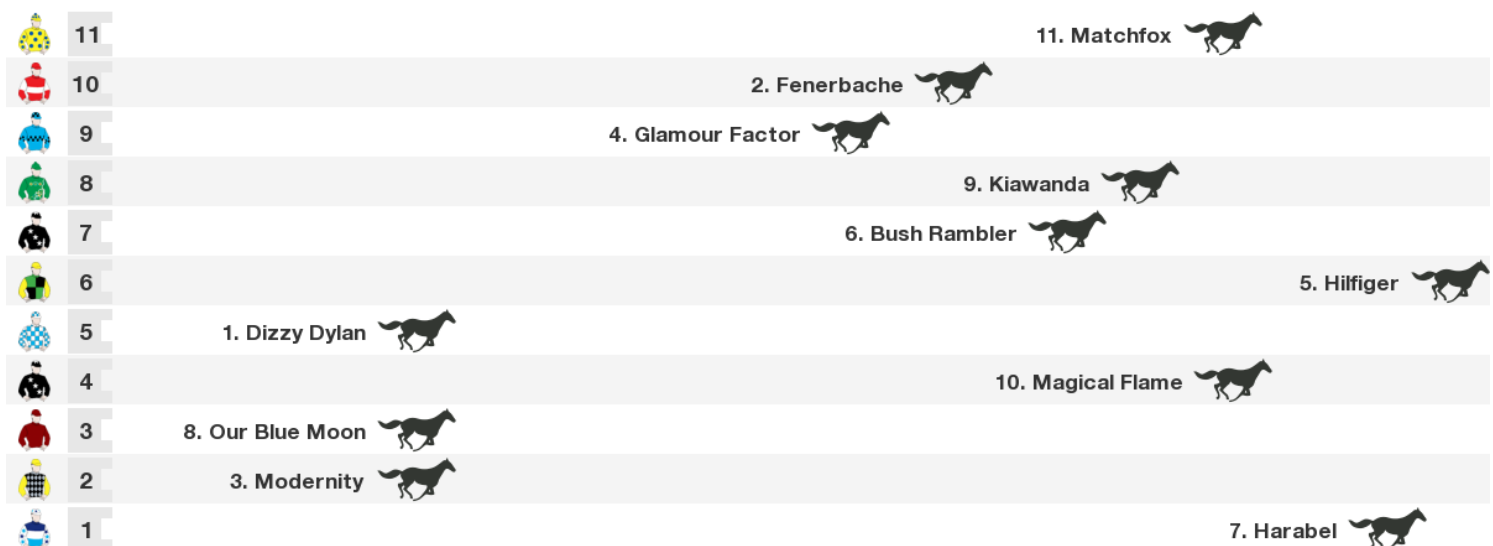 11 11. Matchfox
10 2. Fenerbache
9 4. Glamour Factor
8 9. Kiawanda
7 6. Bush Rambler
6 5. Hilfiger
5 1. Dizzy Dylan
4 10. Magical Flame
3 8. Our Blue Moon
2 3. Modernity
1 7. Harabel